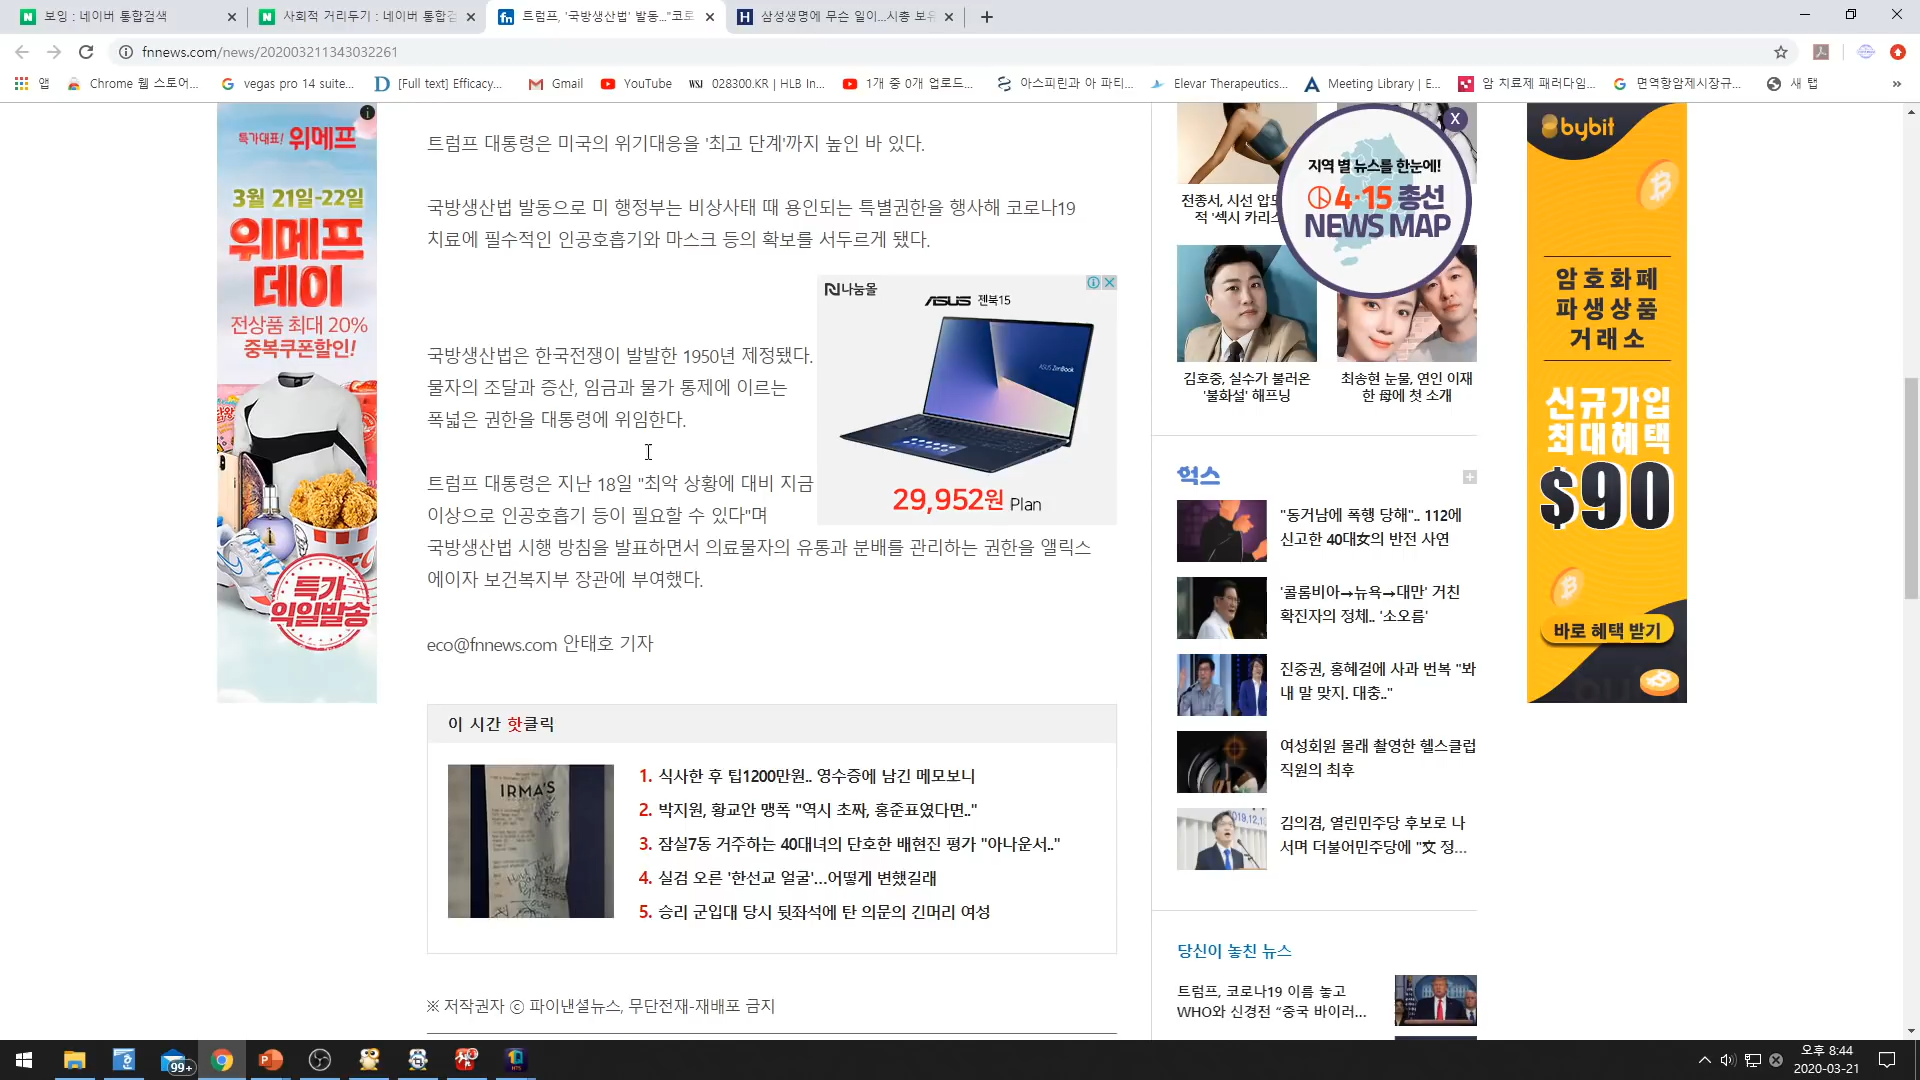 보잉 : 네이버 통합검색
사회적 거리두기 : 네이버 통합검
트럼프, '국방생산법' 발동..."코로
삼성생명에 무슨 일이...시총 보유
fnnews.com/news/202003211343032261
앱
Chrome 웹 스토어...
vegas pro 14 suite...
[Full text] Efficacy...
Gmail
YouTube
WSJ 028300.KR | HLB In...
1개 중 0개 업로드...
아스피린과 아 파티...
Elevar Therapeutics...
Meeting Library | E...
암 치료제 패러다임...
면역항암제시장규...
새 탭
특가대표! 위메프
3월 21일-22일
위메프
데이
전상품 최대 20%
중복쿠폰할인!
특가
익일발송
트럼프 대통령은 미국의 위기대응을 '최고 단계'까지 높인 바 있다.
국방생산법 발동으로 미 행정부는 비상사태 때 용인되는 특별권한을 행사해 코로나19
치료에 필수적인 인공호흡기와 마스크 등의 확보를 서두르게 됐다.
국방생산법은 한국전쟁이 발발한 1950년 제정됐다.
물자의 조달과 증산, 임금과 물가 통제에 이르는
폭넓은 권한을 대통령에 위임한다.
나눔몰
ASUS 젠북15
ASUS ZenBook
29,952원 Plan
트럼프 대통령은 지난 18일 "최악 상황에 대비 지금
이상으로 인공호흡기 등이 필요할 수 있다"며
국방생산법 시행 방침을 발표하면서 의료물자의 유통과 분배를 관리하는 권한을 앨릭스
에이자 보건복지부 장관에 부여했다.
eco@fnnews.com 안태호 기자
이 시간 핫클릭
IRMA'S
1. 식사한 후 팁1200만원.. 영수증에 남긴 메모보니
2. 박지원, 황교안 맹폭 "역시 초짜, 홍준표였다면.."
3. 잠실7동 거주하는 40대녀의 단호한 배현진 평가 "아나운서.."
4. 실검 오른 '한선교 얼굴'...어떻게 변했길래
5. 승리 군입대 당시 뒷좌석에 탄 의문의 긴머리 여성
※ 저작권자 ⓒ 파이낸셜뉴스, 무단전재-재배포 금지
전종서, 시선 압도
적 '섹시 카리스
X
지역 별 뉴스를 한눈에!
4·15 총선
NEWS MAP
김호중, 실수가 불러온
'불화설' 해프닝
최송현 눈물, 연인 이재
한 母에 첫 소개
헉스
"동거남에 폭행 당해".. 112에
신고한 40대女의 반전 사연
'콜롬비아→뉴욕→대만' 거친
확진자의 정체.. '소오름'
진중권, 홍혜걸에 사과 번복 "봐
내 말 맞지. 대충.."
여성회원 몰래 촬영한 헬스클럽
직원의 최후
김의겸, 열린민주당 후보로 나
서며 더불어민주당에 "文 정...
당신이 놓친 뉴스
트럼프, 코로나19 이름 놓고
WHO와 신경전 “중국 바이러...
bybit
암호화폐
파생상품
거래소
신규가입
최대혜택
$90
바로 혜택 받기
99+
오후 8:44
2020-03-21